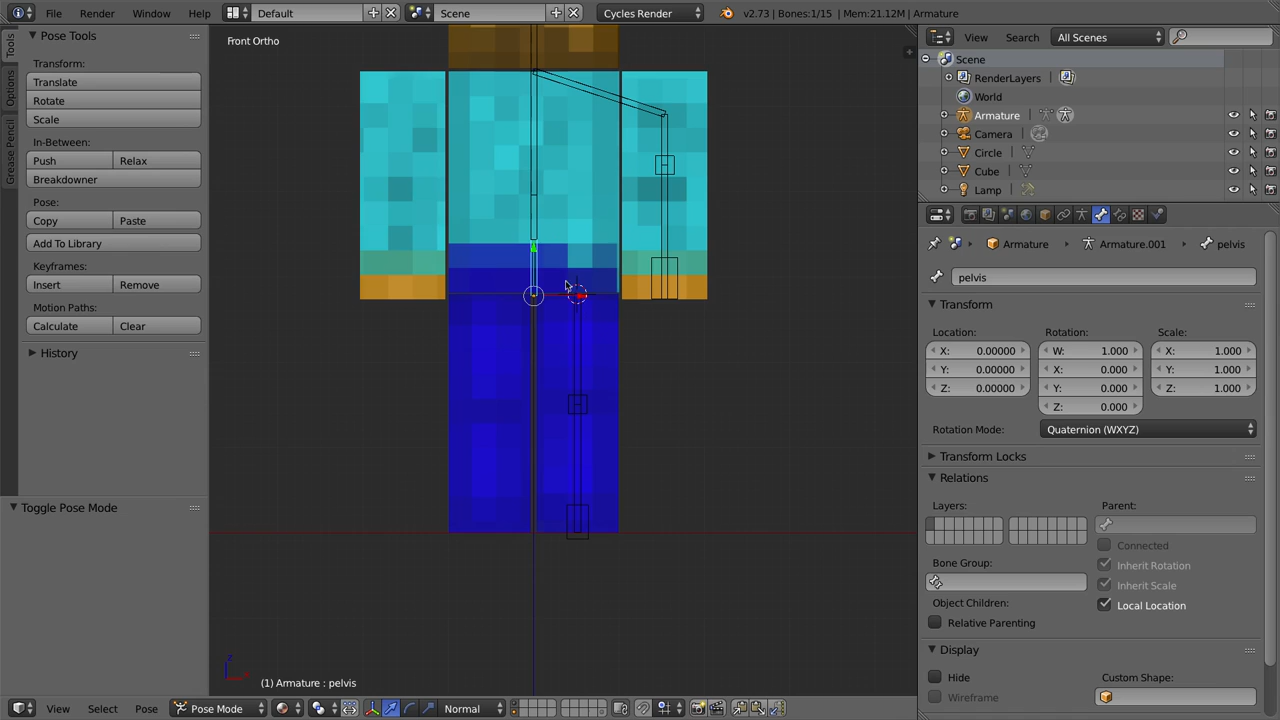 File Render Window Help Default Scene Cycles Render v2.73 | Bones:1/15 | Mem:21.12M | Armature
Tools
Options
Grease Pencil
Pose Tools
Transform:
Translate
Rotate
Scale
In-Between:
Push Relax
Breakdowner
Pose:
Copy Paste
Add To Library
Keyframes:
Insert Remove
Motion Paths:
Calculate Clear
History
Toggle Pose Mode
Front Ortho
z
(1) Armature : pelvis
View Select Pose Pose Mode Normal
View Search All Scenes
Scene
RenderLayers
World
Armature
Camera
Circle
Cube
Lamp
Armature Armature.001 pelvis
pelvis
Transform
Location: Rotation: Scale:
X: 0.00000 W: 1.000 X: 1.000
Y: 0.00000 X: 0.000 Y: 1.000
Z: 0.00000 Y: 0.000 Z: 1.000
Z: 0.000
Rotation Mode: Quaternion (WXYZ)
Transform Locks
Relations
Layers: Parent:
Connected
Bone Group: Inherit Rotation
Inherit Scale
Object Children: Local Location
Relative Parenting
Display
Hide Custom Shape:
Wireframe